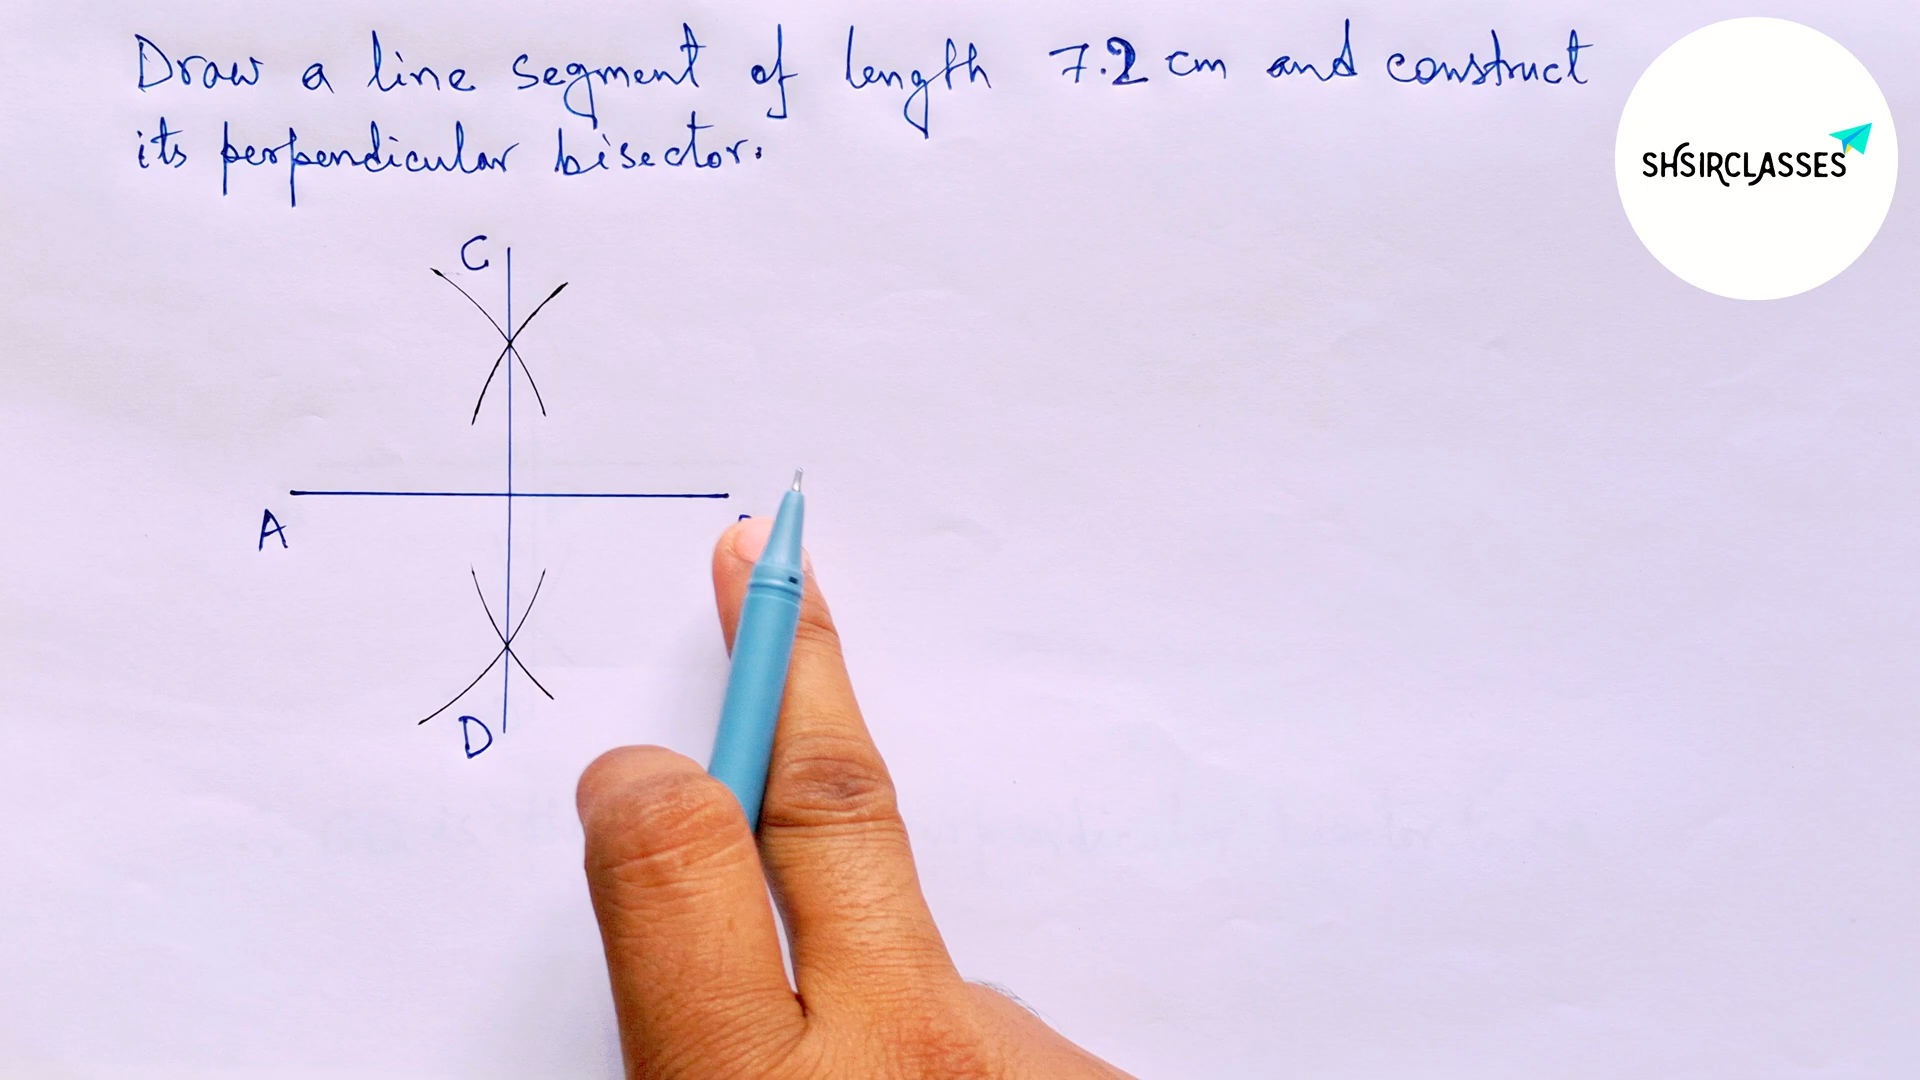 Draw a line segment of length 7.2 cm and construct
its perpendicular bisector.
SHSIRCLASSES
C
A
D